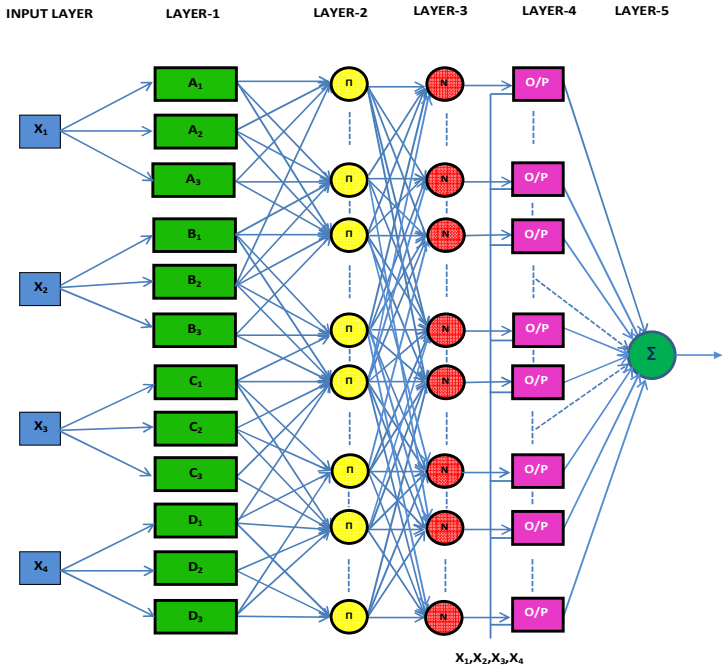 INPUT LAYER LAYER-1 LAYER-2 LAYER-3 LAYER-4 LAYER-5
A1 Π N O/P
X1 A2
A3 Π N O/P
B1 Π N O/P
X2 B2
B3 Π N O/P
Σ
C1 Π N O/P
X3 C2
C3 Π N O/P
D1 Π N O/P
X4 D2
D3 Π N O/P
X1,X2,X3,X4